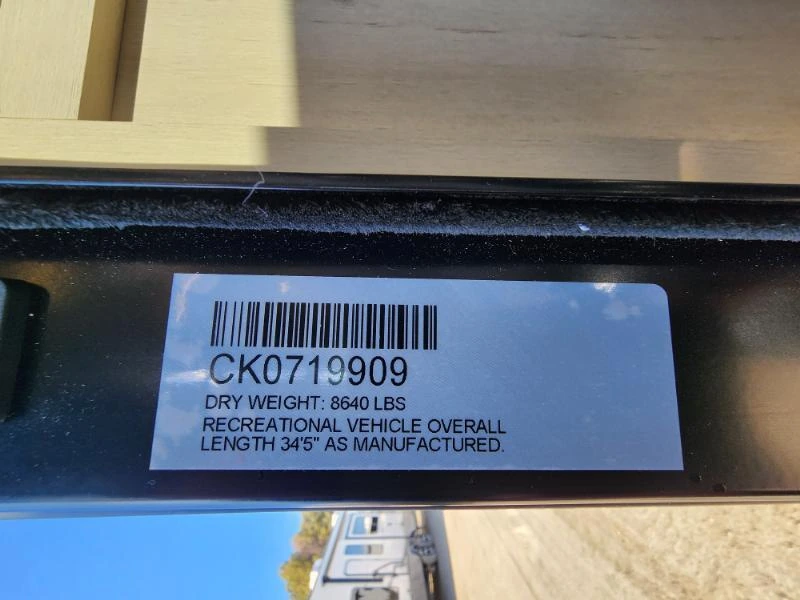 CK0719909
DRY WEIGHT: 8640 LBS
RECREATIONAL VEHICLE OVERALL
LENGTH 34'5" AS MANUFACTURED.